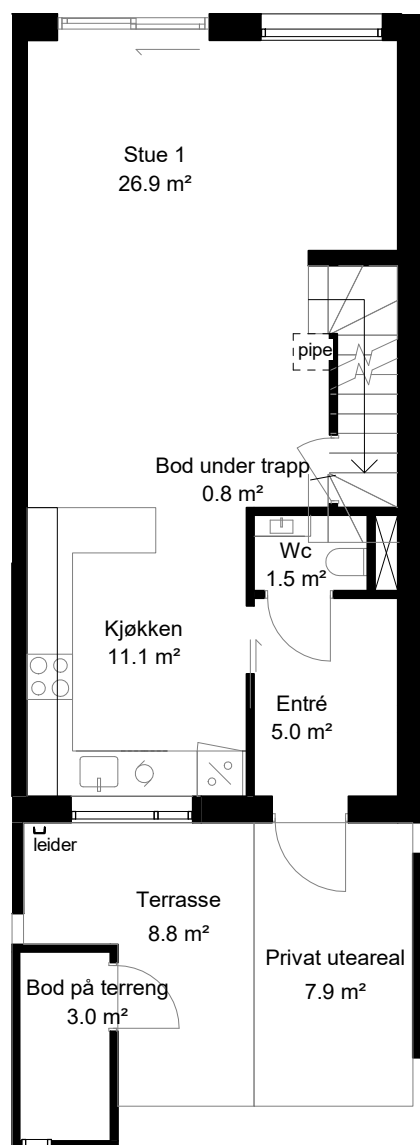 Stue 1
26.9 m²
pipe
Bod under trapp
0.8 m²
Wc
1.5 m²
Kjøkken
11.1 m²
Entré
5.0 m²
leider
Terrasse
8.8 m²
Privat uteareal
7.9 m²
Bod på terreng
3.0 m²